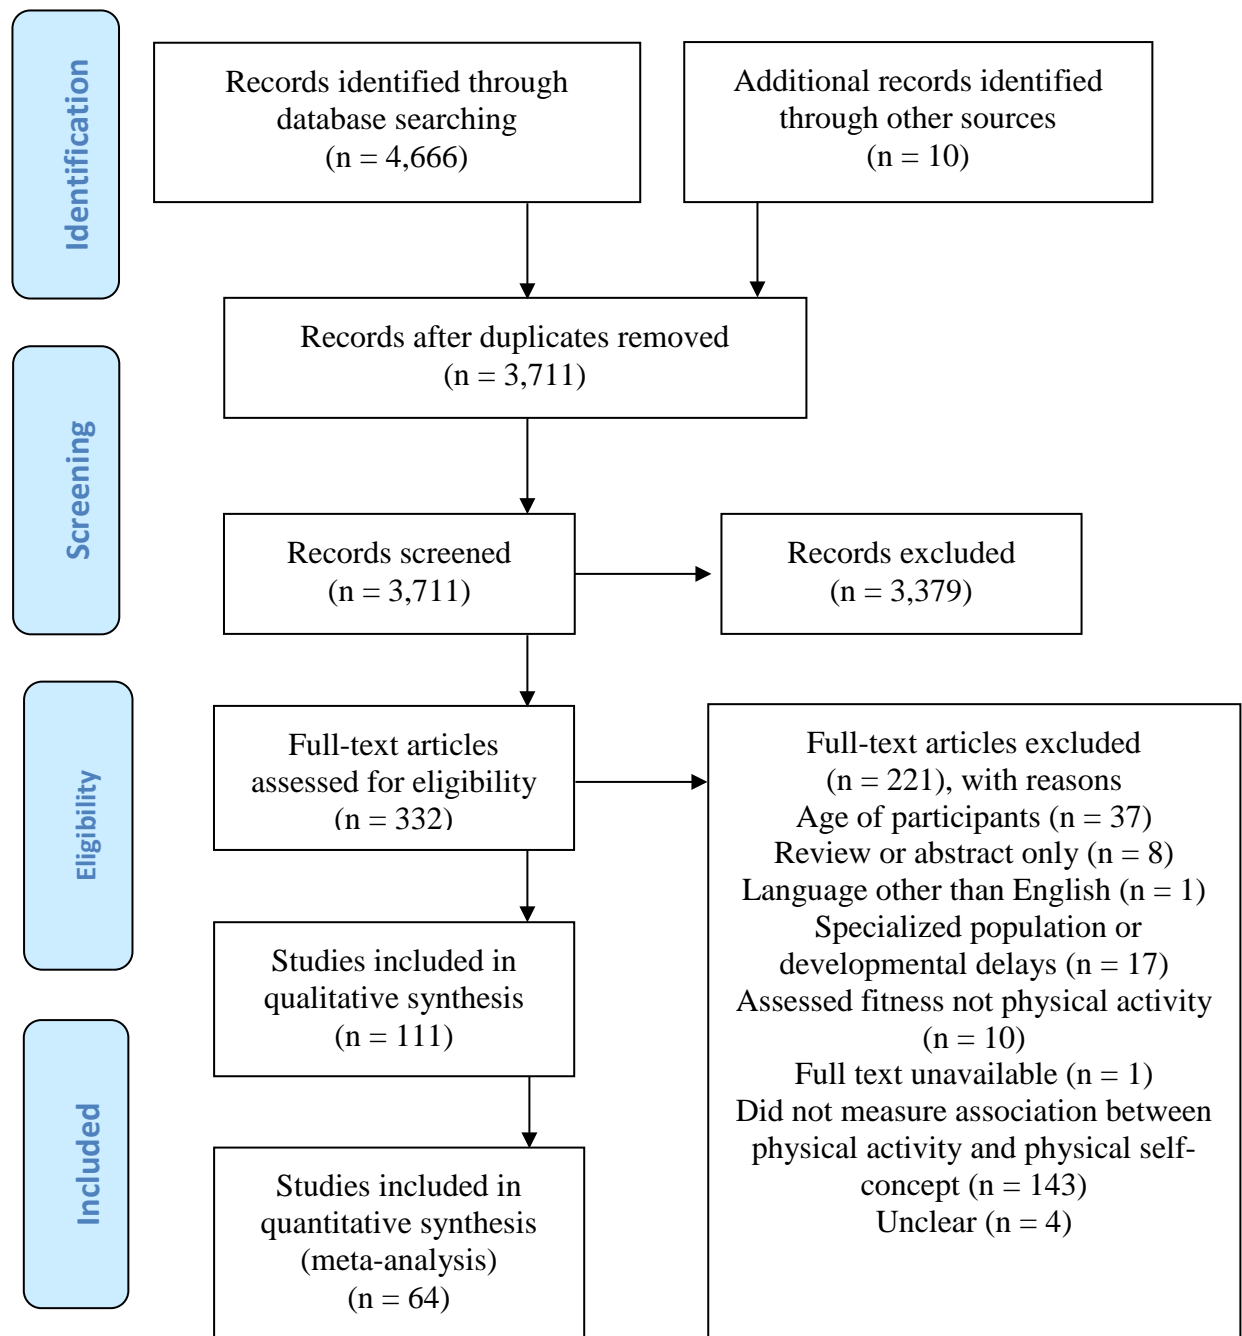 Identification
Records identified through
database searching
(n = 4,666)
Additional records identified
through other sources
(n = 10)
Records after duplicates removed
(n = 3,711)
Screening
Records screened
(n = 3,711)
Records excluded
(n = 3,379)
Eligibility
Full-text articles
assessed for eligibility
(n = 332)
Full-text articles excluded
(n = 221), with reasons
Age of participants (n = 37)
Review or abstract only (n = 8)
Language other than English (n = 1)
Specialized population or
developmental delays (n = 17)
Assessed fitness not physical activity
(n = 10)
Full text unavailable (n = 1)
Did not measure association between
physical activity and physical self-
concept (n = 143)
Unclear (n = 4)
Studies included in
qualitative synthesis
(n = 111)
Included
Studies included in
quantitative synthesis
(meta-analysis)
(n = 64)